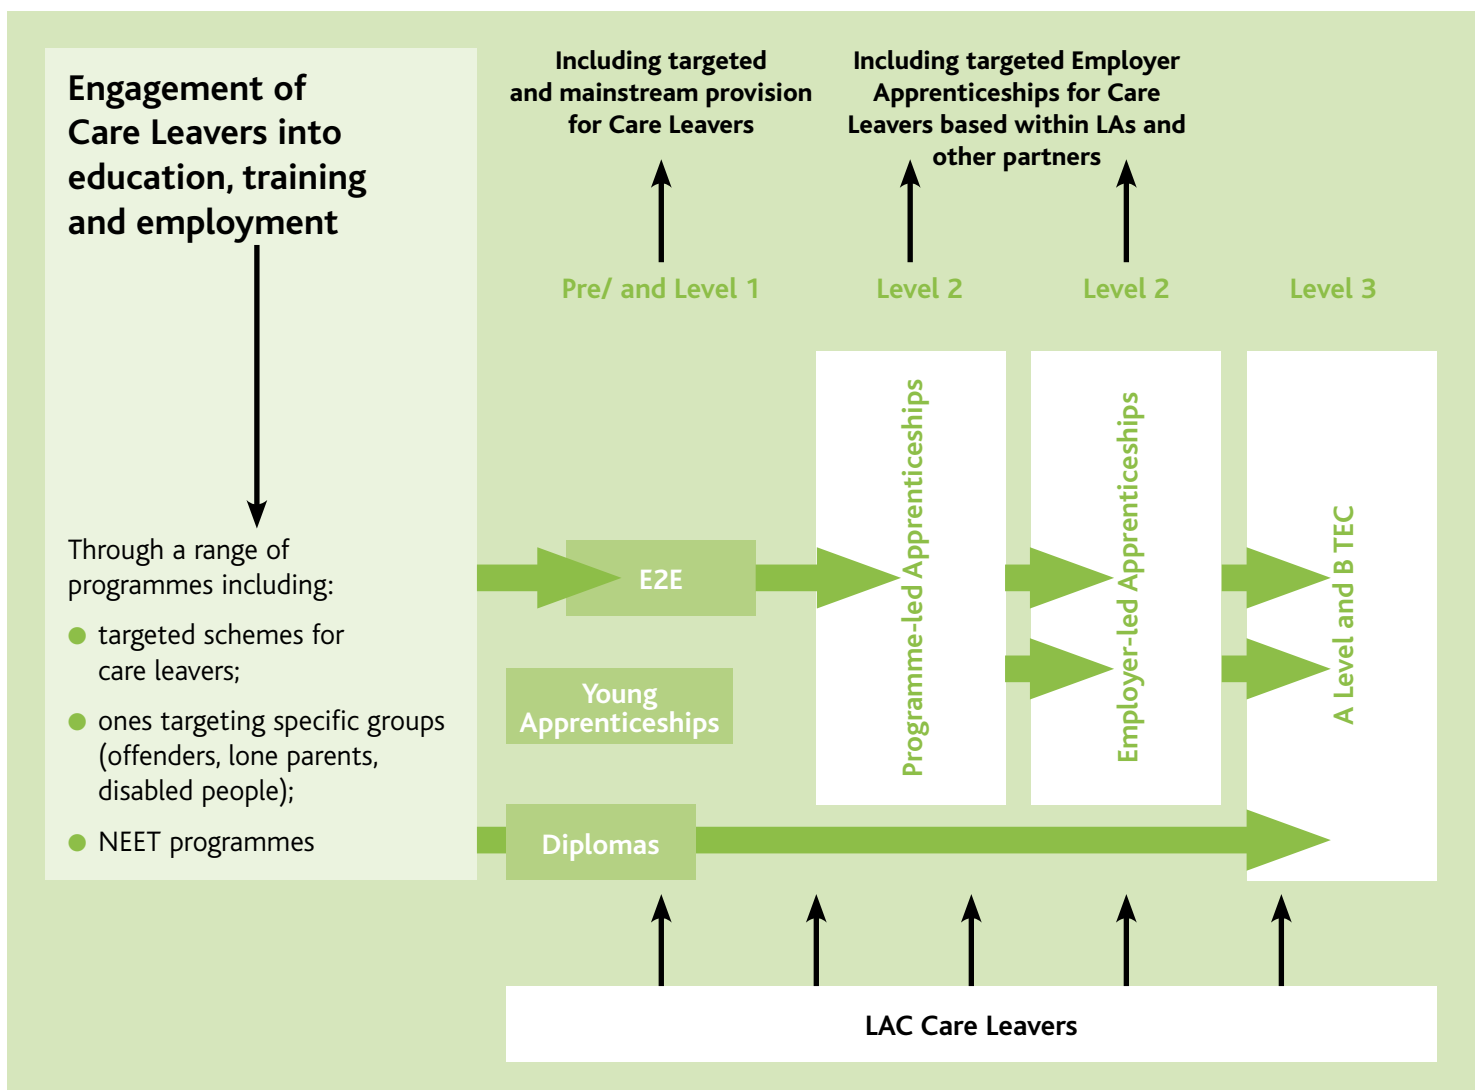 Engagement of
Care Leavers into
education, training
and employment
Through a range of
programmes including:
● targeted schemes for
care leavers;
● ones targeting specific groups
(offenders, lone parents,
disabled people);
● NEET programmes
Including targeted
and mainstream provision
for Care Leavers
Including targeted Employer
Apprenticeships for Care
Leavers based within LAs and
other partners
Pre/ and Level 1
Level 2
Level 2
Level 3
E2E
Young
Apprenticeships
Diplomas
Programme-led Apprenticeships
Employer-led Apprenticeships
A Level and B TEC
LAC Care Leavers